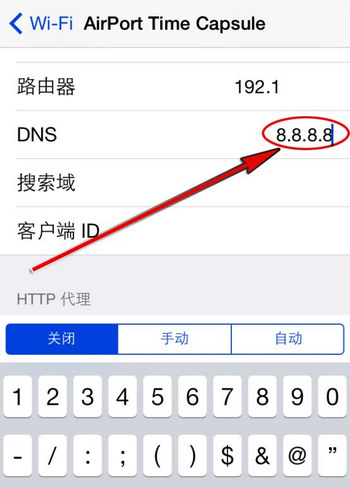 Wi-Fi AirPort Time Capsule
路由器 192.1
DNS 8.8.8.8
搜索域
客户端 ID
HTTP 代理
关闭 手动 自动
1 2 3 4 5 6 7 8 9 0
- / : ; ( ) $ & @ ”